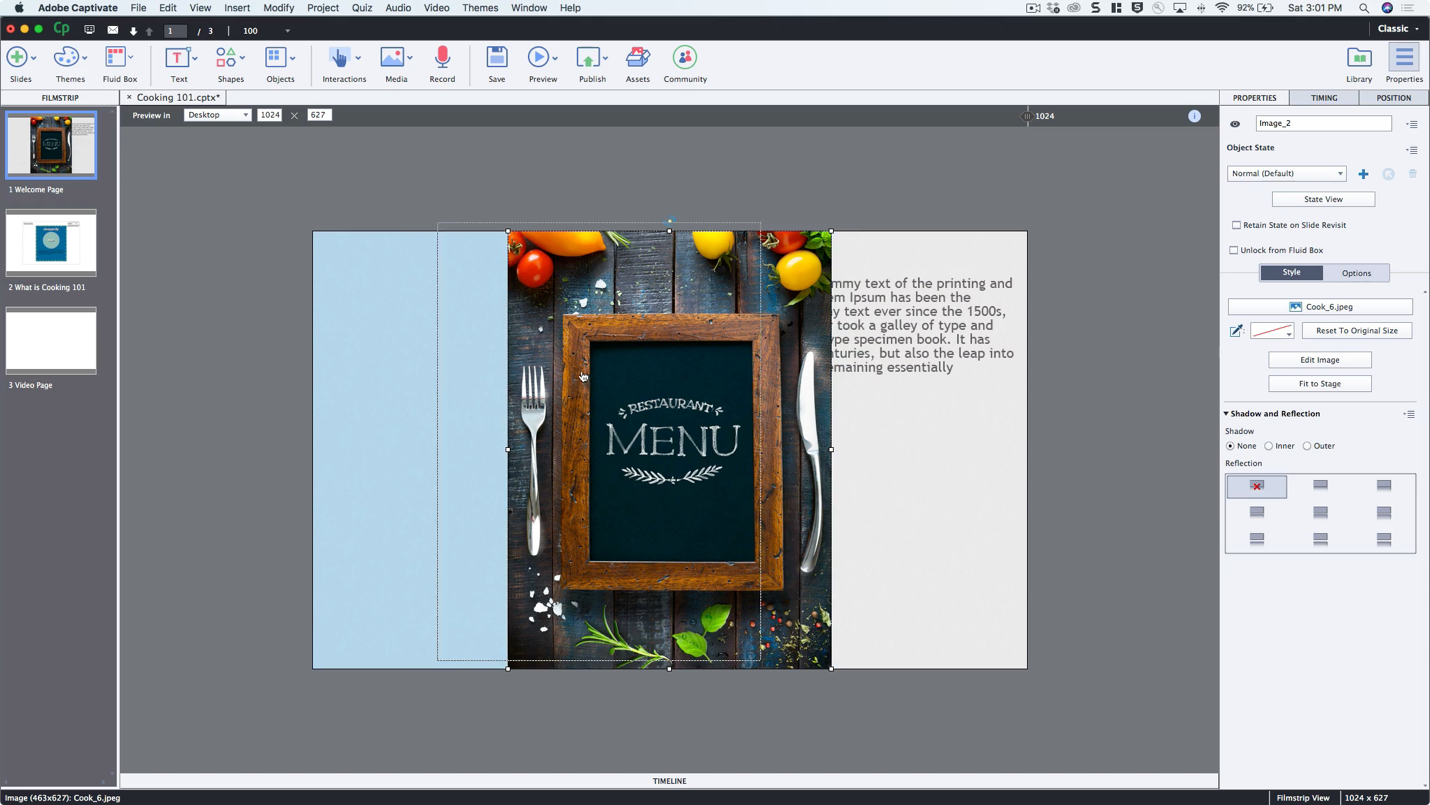 Adobe Captivate File Edit View Insert Modify Project Quiz Audio Video Themes Window Help
92% Sat 3:01 PM
Cp 1 / 3 100 Classic
Slides Themes Fluid Box Text Shapes Objects Interactions Media Record Save Preview Publish Assets Community Library Properties
FILMSTRIP
× Cooking 101.cptx*
PROPERTIES TIMING POSITION
Preview in Desktop 1024 627 1024
Image_2
Object State
Normal (Default)
State View
Retain State on Slide Revisit
Unlock from Fluid Box
Style Options
Cook_6.jpeg
Reset To Original Size
Edit Image
Fit to Stage
Shadow and Reflection
Shadow
None Inner Outer
Reflection
1 Welcome Page
2 What is Cooking 101
3 Video Page
mmy text of the printing and
em Ipsum has been the
y text ever since the 1500s,
took a galley of type and
ype specimen book. It has
nturies, but also the leap into
emaining essentially
RESTAURANT
MENU
TIMELINE
Image (463x627): Cook_6.jpeg
Filmstrip View 1024 x 627